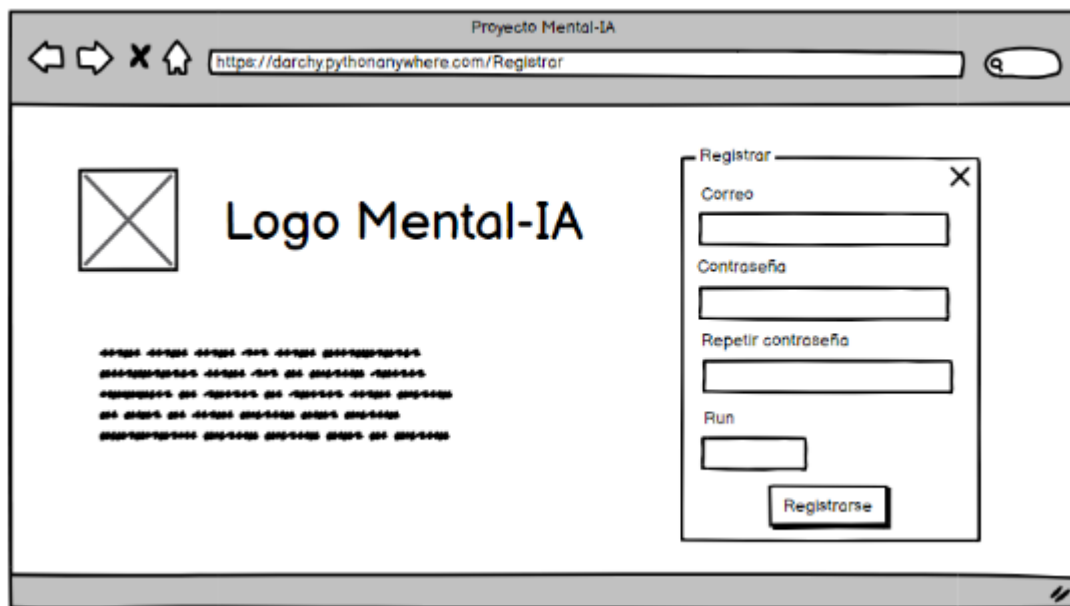 Proyecto Mental-IA
https://darchy.pythonanywhere.com/Registrar
Logo Mental-IA
Registrar
Correo
Contraseña
Repetir contraseña
Run
Registrarse